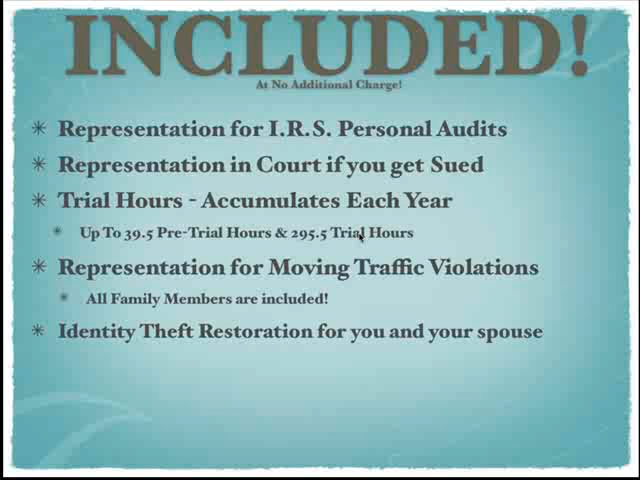 INCLUDED!
At No Additional Charge!
Representation for I.R.S. Personal Audits
Representation in Court if you get Sued
Trial Hours - Accumulates Each Year
Up To 39.5 Pre-Trial Hours & 295.5 Trial Hours
Representation for Moving Traffic Violations
All Family Members are included!
Identity Theft Restoration for you and your spouse